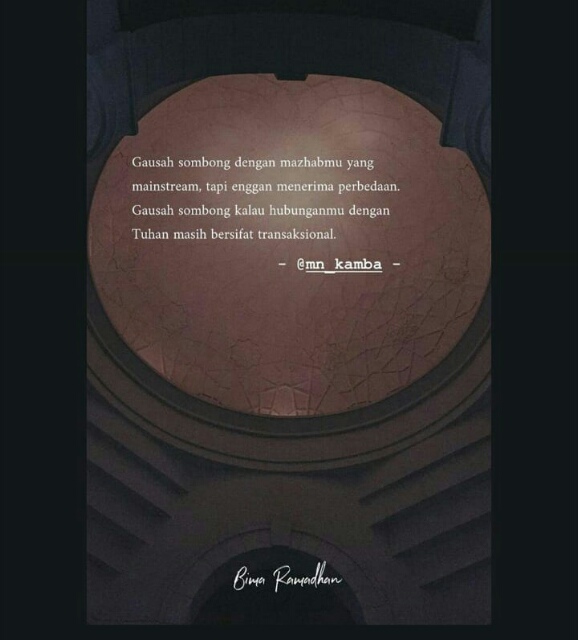 Gausah sombong dengan mazhabmu yang
mainstream, tapi enggan menerima perbedaan.
Gausah sombong kalau hubunganmu dengan
Tuhan masih bersifat transaksional.
- @mn_kamba -
Bima Ramadhan